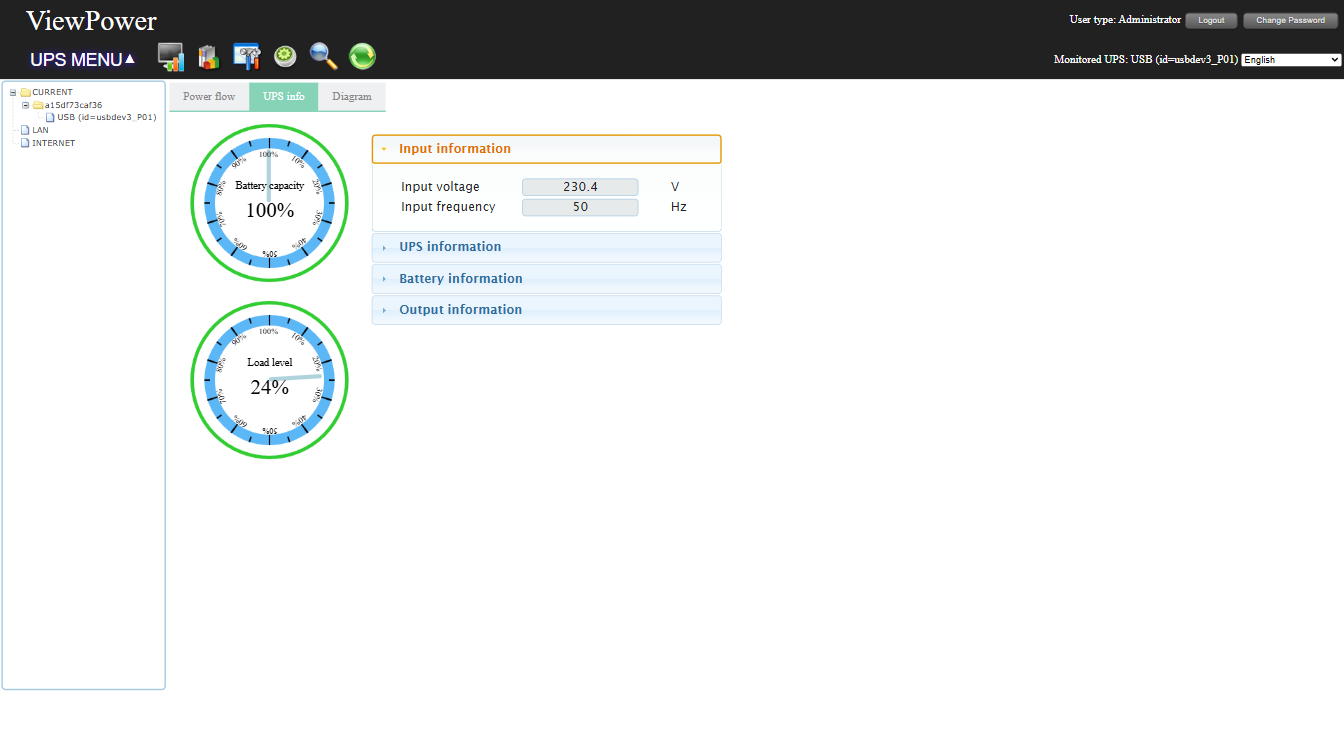 ViewPower
User type: Administrator Logout Change Password
UPS MENU▲
Monitored UPS: USB (id=usbdev3_P01) English
CURRENT
a15df73caf36
USB (id=usbdev3_P01)
LAN
INTERNET
Power flow UPS info Diagram
100%
10%
20%
30%
40%
50%
60%
70%
80%
90%
Battery capacity
100%
Input information
Input voltage 230.4 V
Input frequency 50 Hz
UPS information
Battery information
Output information
100%
10%
20%
30%
40%
50%
60%
70%
80%
90%
Load level
24%